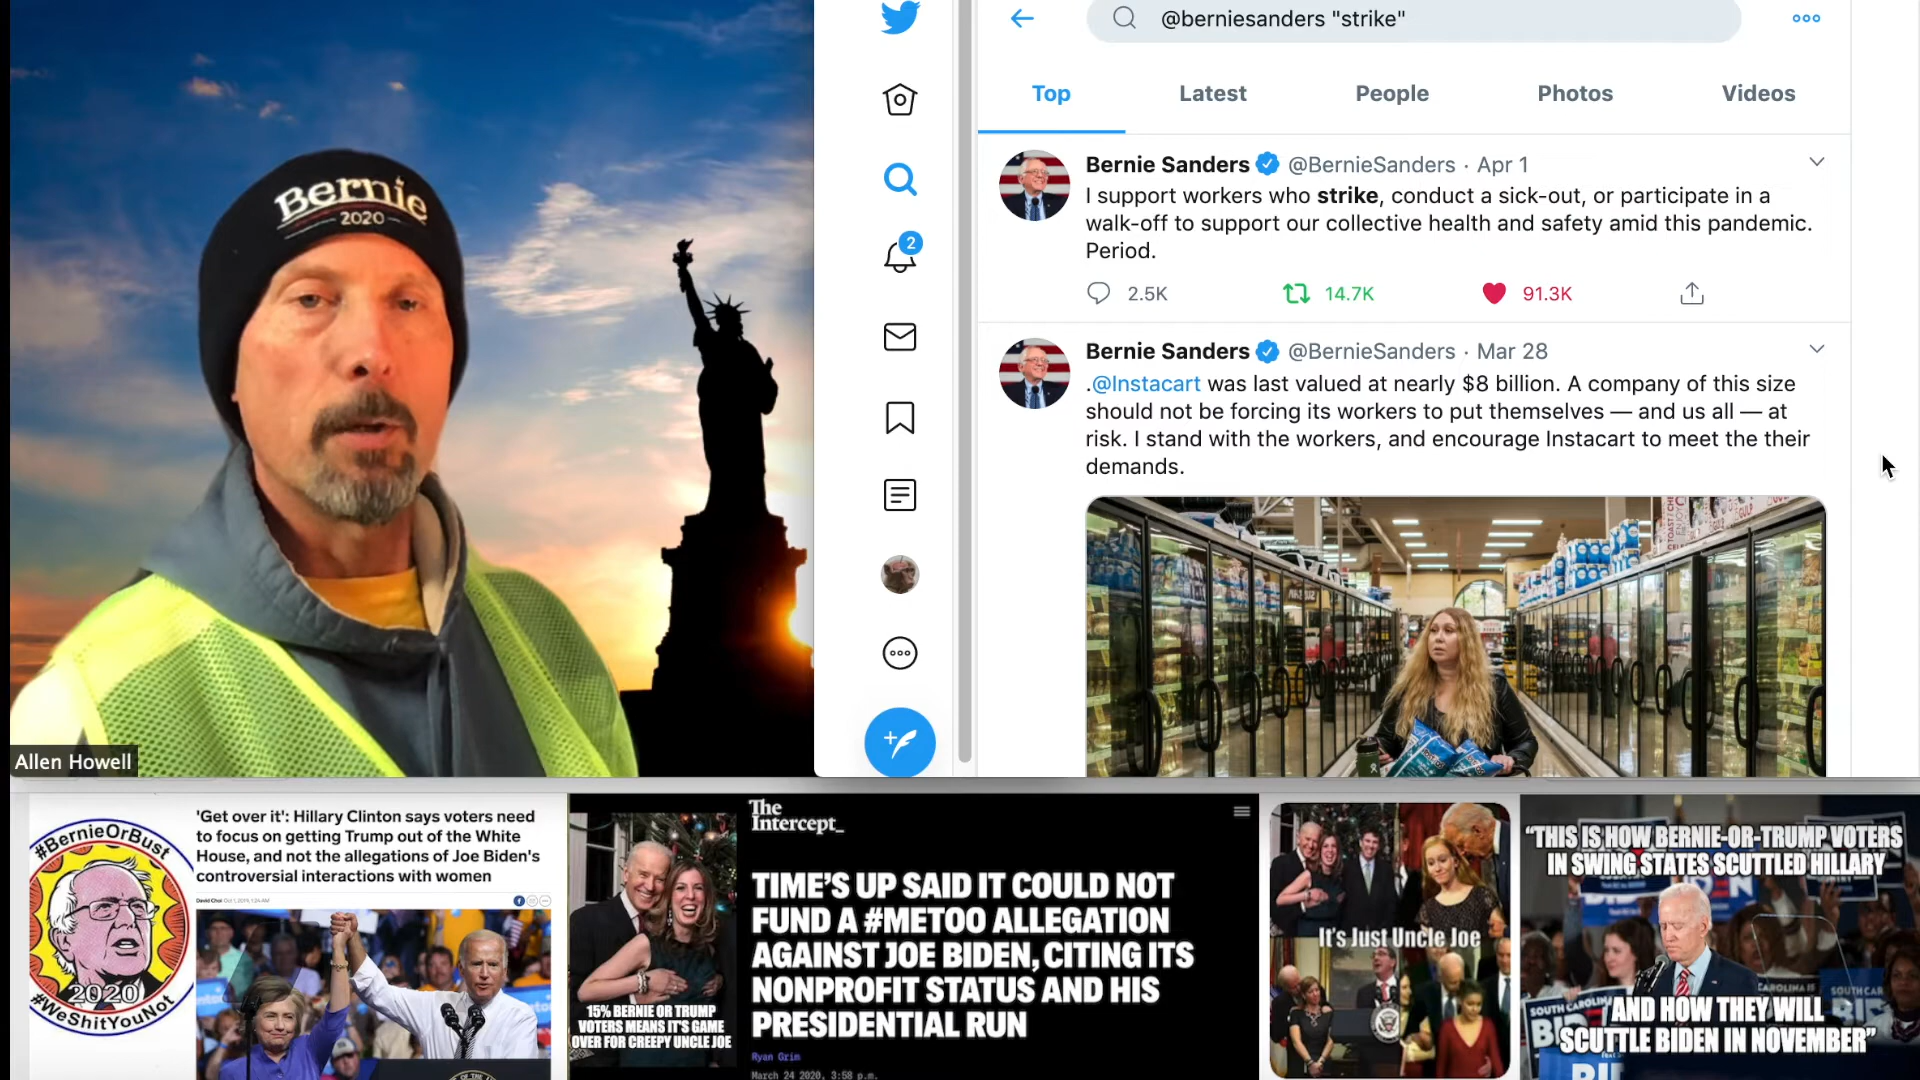 @berniesanders "strike"
Top
Latest
People
Photos
Videos
Bernie Sanders @BernieSanders · Apr 1
I support workers who strike, conduct a sick-out, or participate in a
walk-off to support our collective health and safety amid this pandemic.
Period.
2.5K
14.7K
91.3K
Bernie Sanders @BernieSanders · Mar 28
.@Instacart was last valued at nearly $8 billion. A company of this size
should not be forcing its workers to put themselves — and us all — at
risk. I stand with the workers, and encourage Instacart to meet the their
demands.
2
Bernie
2020
Allen Howell
#BernieOrBust
2020
#WeShitYouNot
'Get over it': Hillary Clinton says voters need
to focus on getting Trump out of the White
House, and not the allegations of Joe Biden's
controversial interactions with women
15% BERNIE OR TRUMP
VOTERS MEANS IT'S GAME
OVER FOR CREEPY UNCLE JOE
The
Intercept_
TIME'S UP SAID IT COULD NOT
FUND A #METOO ALLEGATION
AGAINST JOE BIDEN, CITING ITS
NONPROFIT STATUS AND HIS
PRESIDENTIAL RUN
Ryan Grim
March 24 2020, 3:58 p.m.
It's Just Uncle Joe
"THIS IS HOW BERNIE-OR-TRUMP VOTERS
IN SWING STATES SCUTTLED HILLARY
SOUTH CAROLINA
AND HOW THEY WILL
SCUTTLE BIDEN IN NOVEMBER"